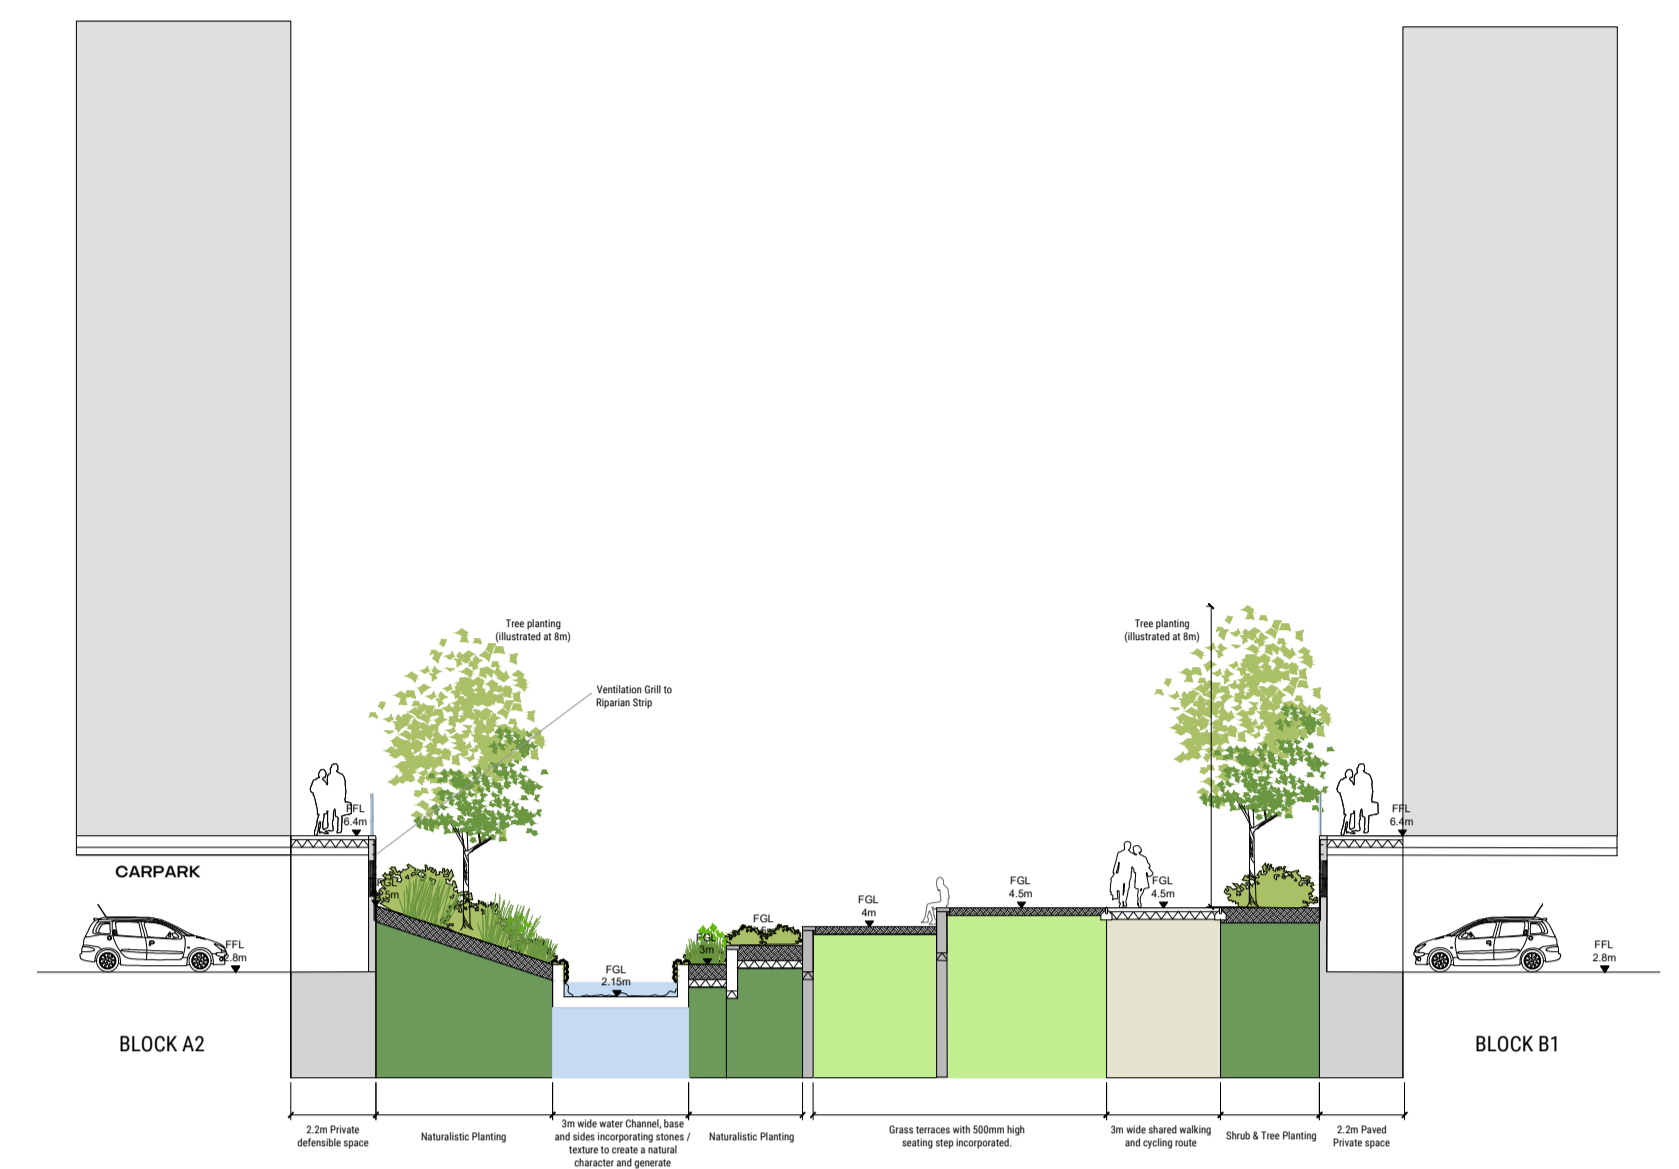 Tree planting
(illustrated at 8m)
Tree planting
(illustrated at 8m)
Ventilation Grill to
Riparian Strip
FFL
6.4m
FFL
6.4m
CARPARK
FGL
FGL
4.5m
FGL
4.5m
FGL
4m
FGL
FGL
3m
FFL
2.8m
FFL
2.8m
FGL
2.15m
BLOCK A2
BLOCK B1
2.2m Private
defensible space
Naturalistic Planting
3m wide water Channel, base
and sides incorporating stones /
texture to create a natural
character and generate
Naturalistic Planting
Grass terraces with 500mm high
seating step incorporated.
3m wide shared walking
and cycling route
Shrub & Tree Planting
2.2m Paved
Private space